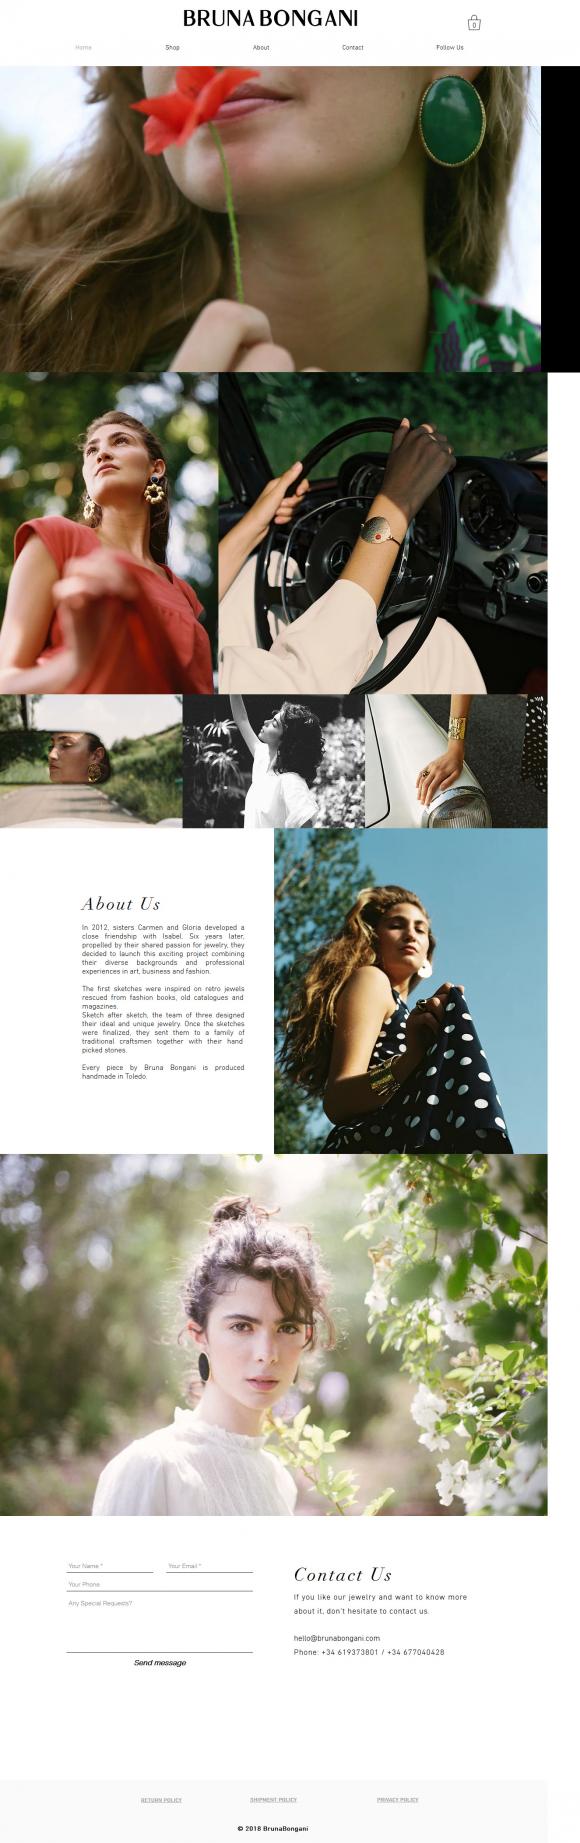 BRUNA BONGANI
0
Home Shop About Contact Follow Us
About Us
In 2012, sisters Carmen and Gloria developed a
close friendship with Isabel. Six years later,
propelled by their shared passion for jewelry, they
decided to launch this exciting project combining
their diverse backgrounds and professional
experiences in art, business and fashion.
The first sketches were inspired on retro jewels
rescued from fashion books, old catalogues and
magazines.
Sketch after sketch, the team of three designed
their ideal and unique jewelry. Once the sketches
were finalized, they sent them to a family of
traditional craftsmen together with their hand
picked stones.
Every piece by Bruna Bongani is produced
handmade in Toledo.
Your Name *
Your Email *
Your Phone
Any Special Requests?
Send message
Contact Us
If you like our jewelry and want to know more
about it, don't hesitate to contact us.
hello@brunabongani.com
Phone: +34 619373801 / +34 677040428
RETURN POLICY
SHIPMENT POLICY
PRIVACY POLICY
© 2018 BrunaBongani